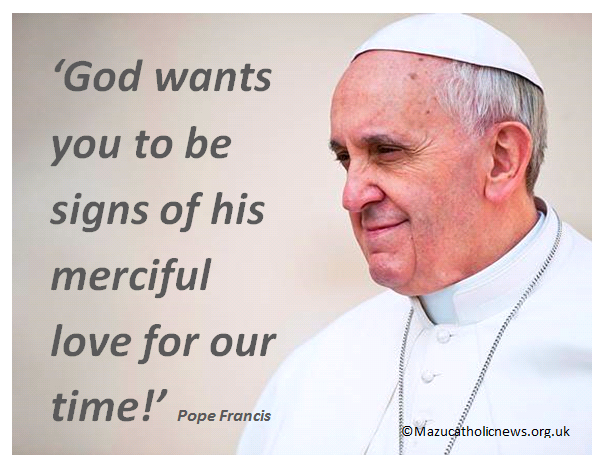 ‘God wants
you to be
signs of his
merciful
love for our
time!’ Pope Francis
©Mazucatholicnews.org.uk